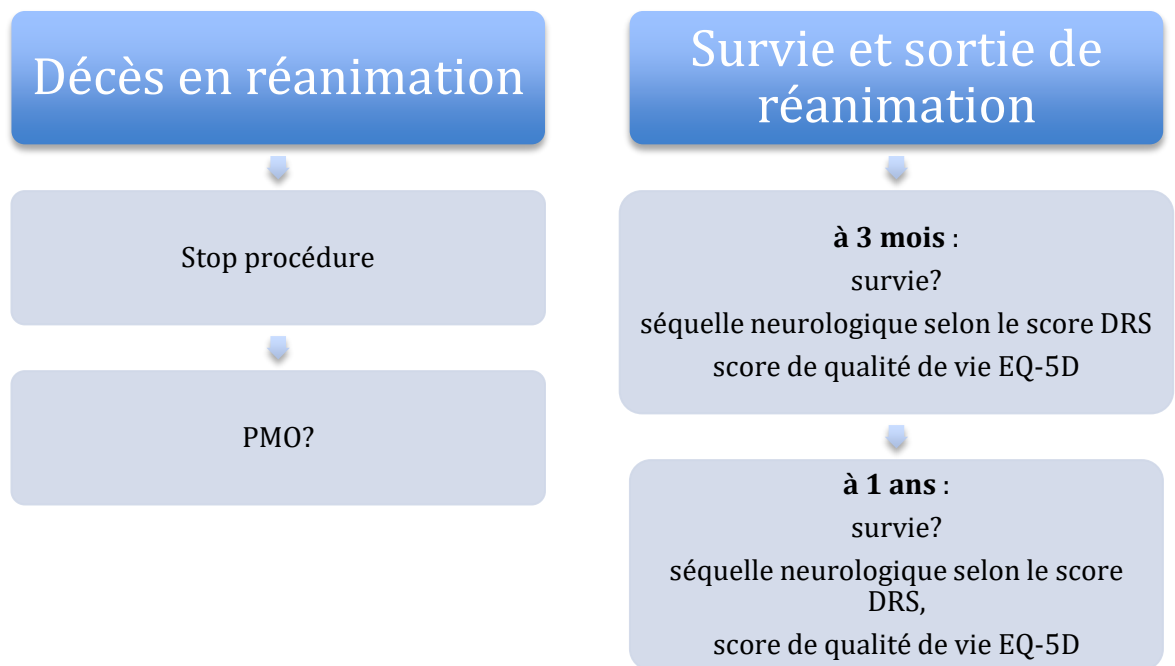 Décès en réanimation
Stop procédure
PMO?
Survie et sortie de
réanimation
à 3 mois :
survie?
séquelle neurologique selon le score DRS
score de qualité de vie EQ-5D
à 1 ans :
survie?
séquelle neurologique selon le score
DRS,
score de qualité de vie EQ-5D